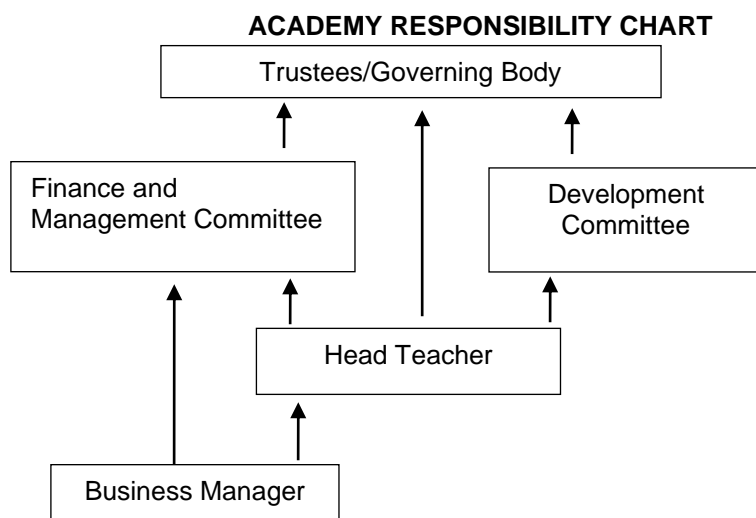 ACADEMY RESPONSIBILITY CHART
Trustees/Governing Body
Finance and
Management Committee
Development
Committee
Head Teacher
Business Manager